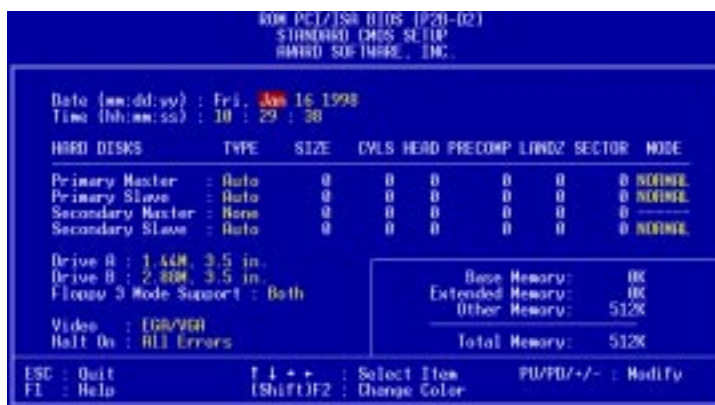 ROM PCI/ISA BIOS (P2B-D2)
STANDARD CMOS SETUP
AWARD SOFTWARE, INC.
Date (mm:dd:yy) : Fri, Jan 16 1998
Time (hh:mm:ss) : 10 : 29 : 38
HARD DISKS TYPE SIZE CYLS HEAD PRECOMP LANDZ SECTOR MODE
Primary Master : Auto 0 0 0 0 0 0 NORMAL
Primary Slave : Auto 0 0 0 0 0 0 NORMAL
Secondary Master : None 0 0 0 0 0 0 ------
Secondary Slave : Auto 0 0 0 0 0 0 NORMAL
Drive A : 1.44M, 3.5 in.
Drive B : 2.88M, 3.5 in.
Floppy 3 Mode Support : Both
Video : EGA/VGA
Halt On : All Errors
Base Memory: 0K
Extended Memory: 0K
Other Memory: 512K
Total Memory: 512K
ESC : Quit ↑ ↓ → ← : Select Item PU/PD/+/- : Modify
F1 : Help (Shift)F2 : Change Color